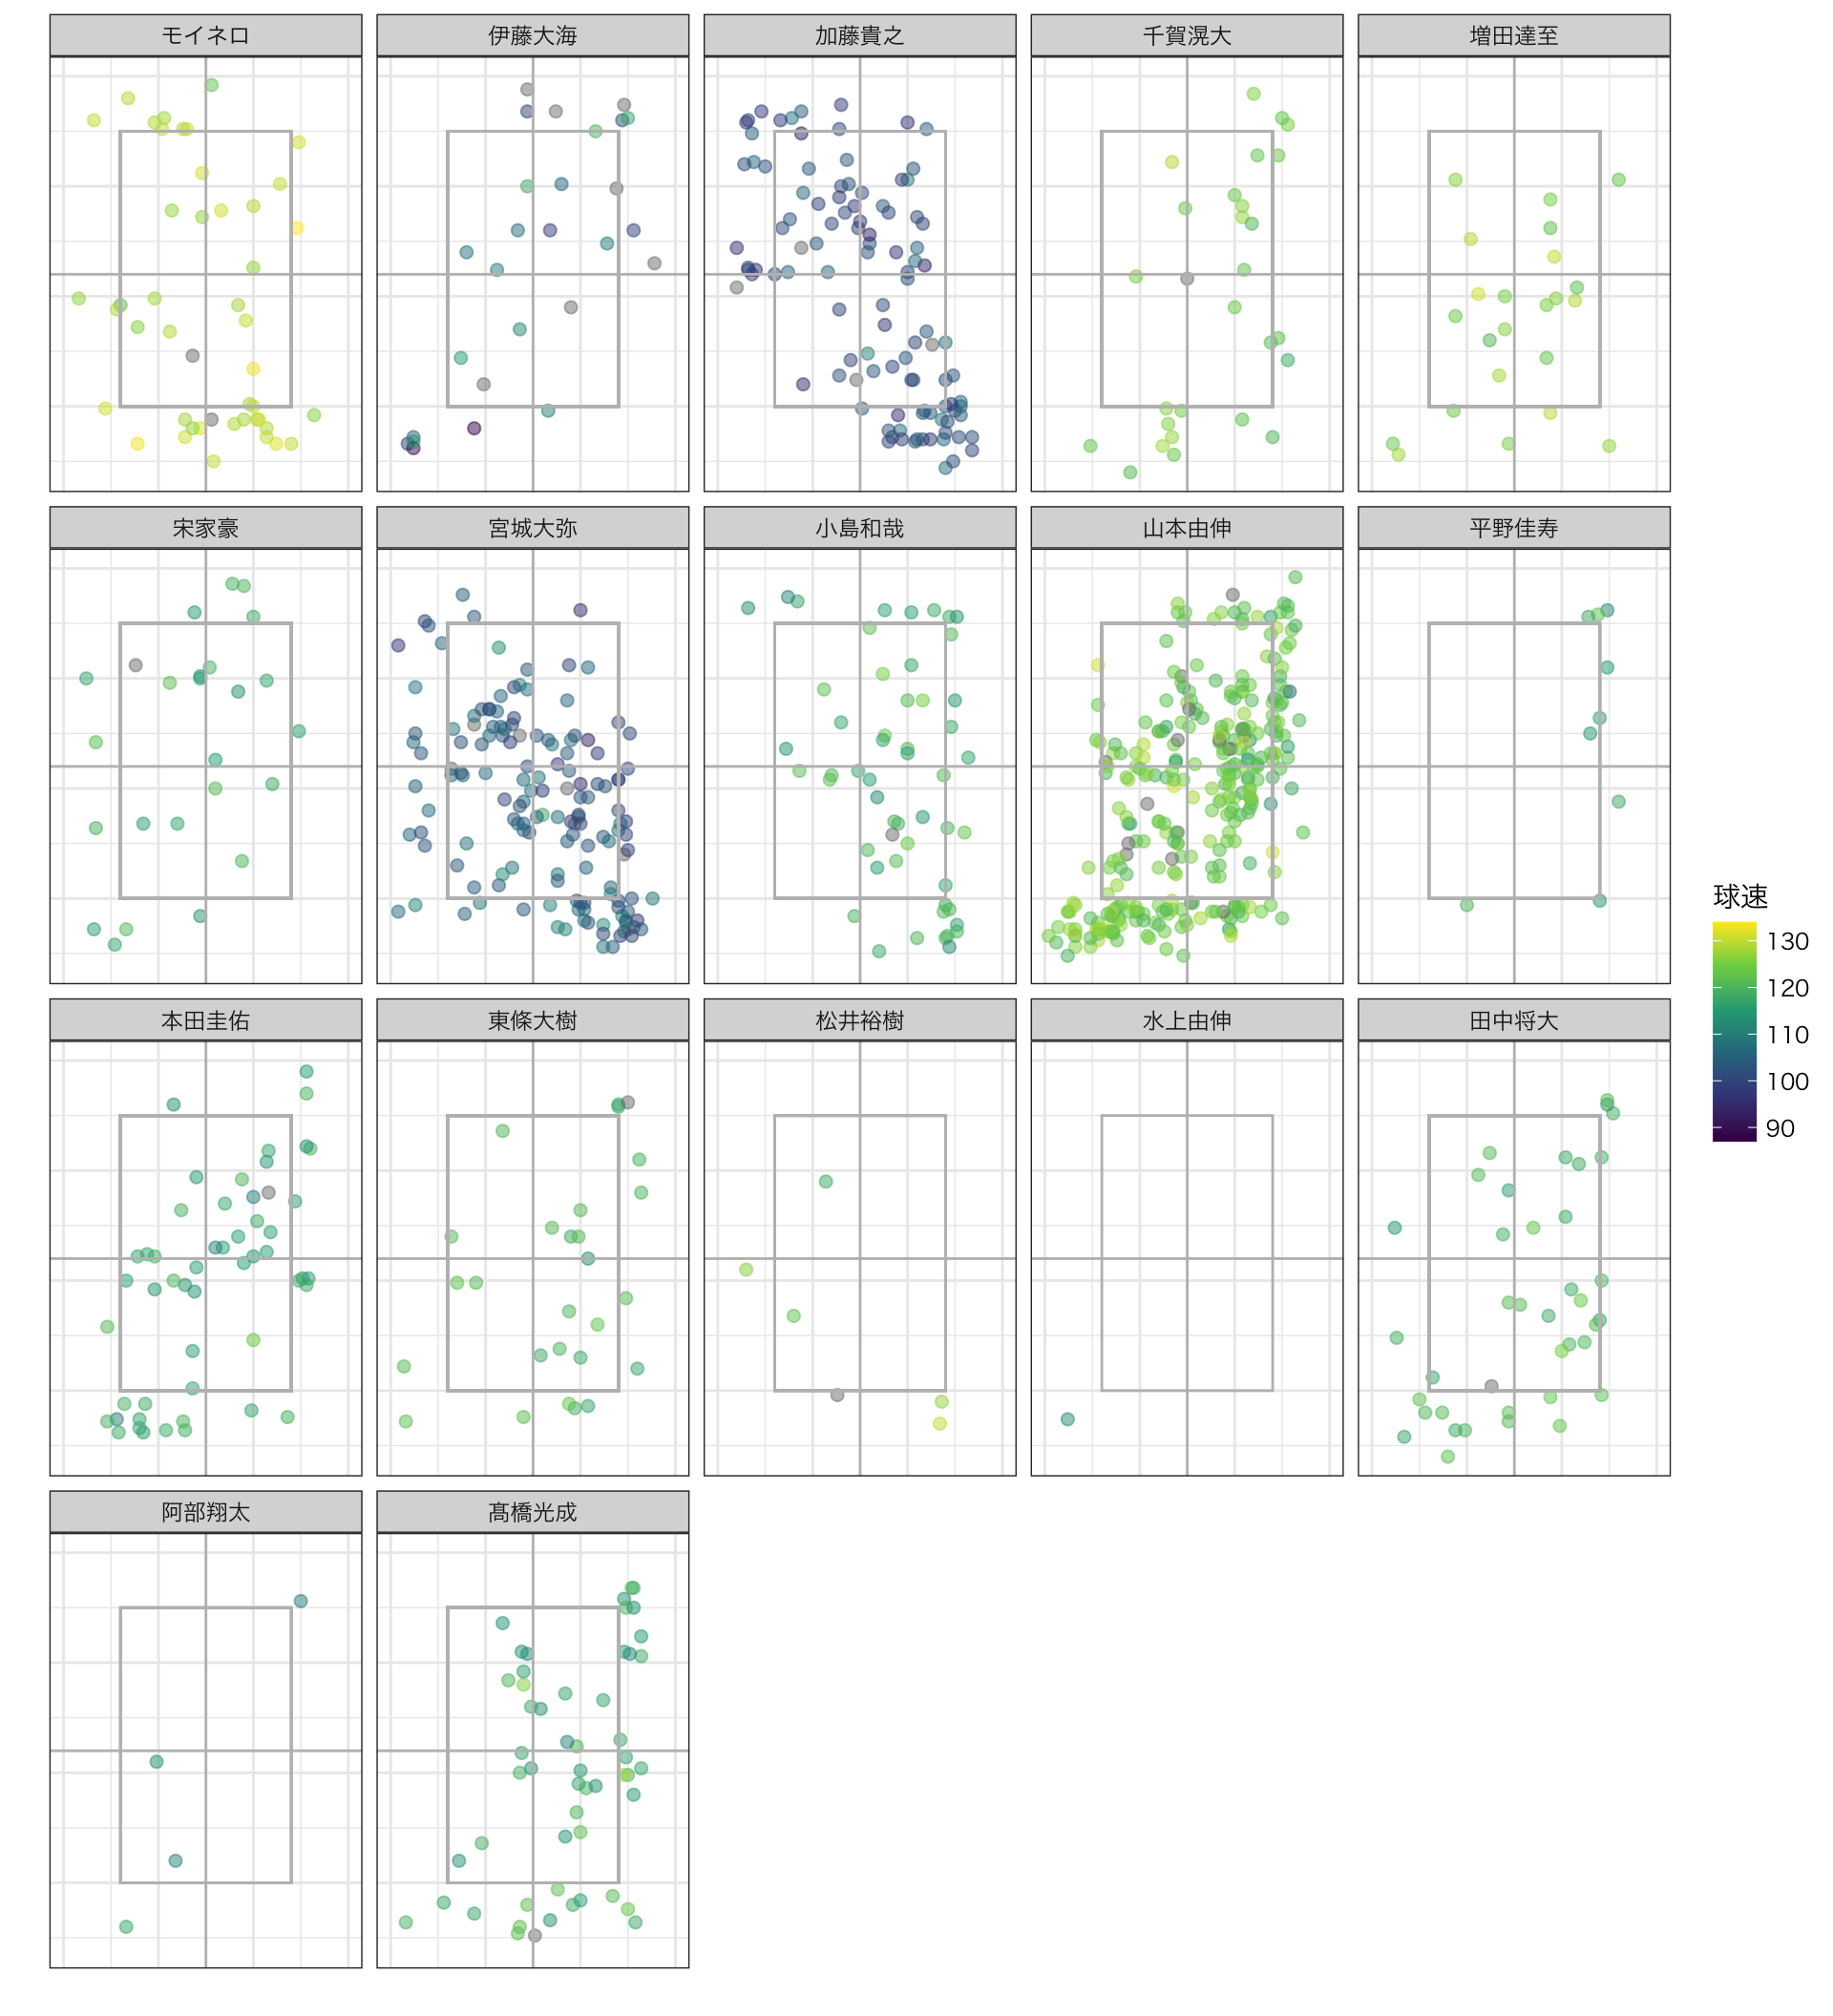 モイネロ
伊藤大海
加藤貴之
千賀滉大
増田達至
宋家豪
宮城大弥
小島和哉
山本由伸
平野佳寿
本田圭佑
東條大樹
松井裕樹
水上由伸
田中将大
阿部翔太
髙橋光成
球速
130
120
110
100
90